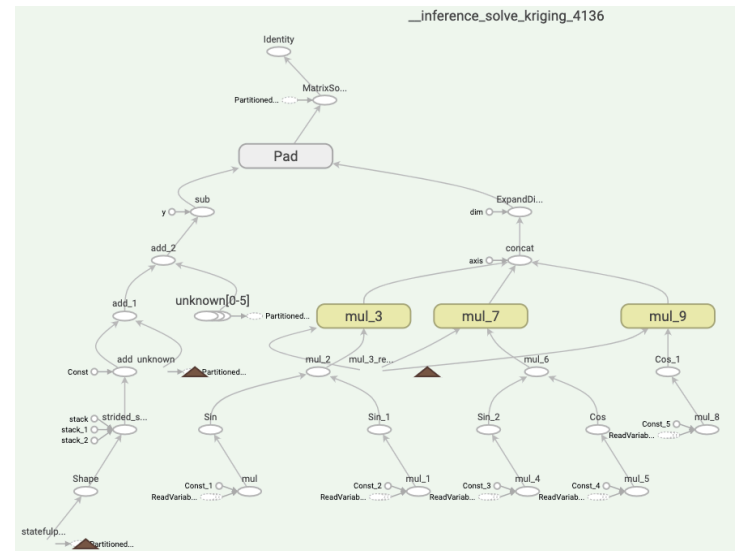 __inference_solve_kriging_4136
Identity
MatrixSo...
Partitioned...
Pad
sub
y
ExpandDi...
dim
add_2
concat
axis
add_1
unknown[0-5]
Partitioned...
mul_3
mul_7
mul_9
add
unknown
Const
Partitioned...
mul_2
mul_3_re...
mul_6
Cos_1
stack
stack_1
stack_2
strided_s...
Sin
Sin_1
Sin_2
Cos
Const_5
mul_8
ReadVariab...
Shape
Const_1
mul
ReadVariab...
Const_2
mul_1
ReadVariab...
Const_3
mul_4
ReadVariab...
Const_4
mul_5
ReadVariab...
statefulp...
Partitioned...